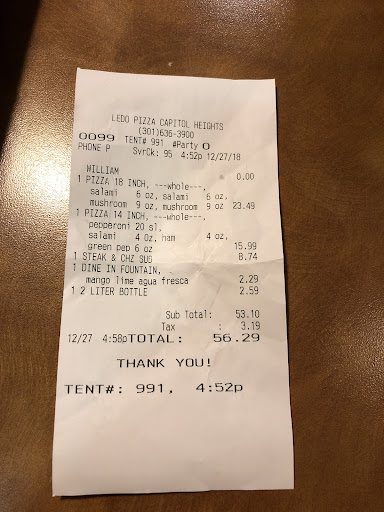 LEDO PIZZA CAPITOL HEIGHTS
(301)636-3900
0099 TENT# 991 #Party 0
PHONE P SvrCk: 95 4:52p 12/27/18
WILLIAM 0.00
1 PIZZA 18 INCH, ---whole---,
salami 6 oz, salami 6 oz,
mushroom 9 oz, mushroom 9 oz 23.49
1 PIZZA 14 INCH, ---whole---,
pepperoni 20 sl,
salami 4 oz, ham 4 oz,
green pep 6 oz 15.99
1 STEAK & CHZ SUB 8.74
1 DINE IN FOUNTAIN, .
mango lime agua fresca 2.29
1 2 LITER BOTTLE 2.59
Sub Total: 53.10
Tax : 3.19
12/27 4:58pTOTAL: 56.29
THANK YOU!
TENT#: 991, 4:52p